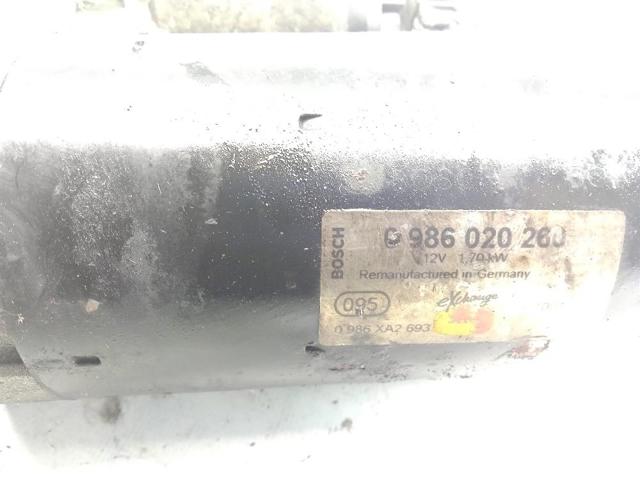 BOSCH
0 986 020 260
12V 1,70 kW
Remanufactured in Germany
095
eXchange
0 986 XA2 693